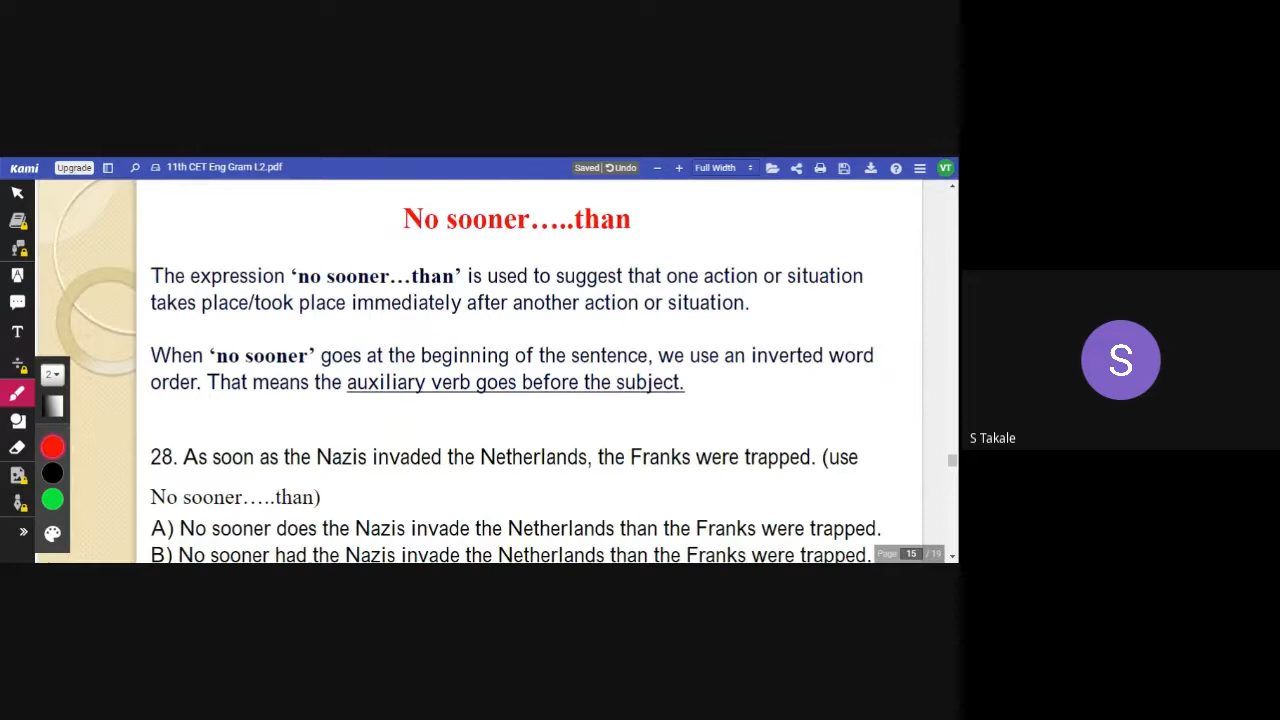 Kami Upgrade 11th CET Eng Gram L2.pdf Saved Undo Full Width VT
No sooner…..than
The expression ‘no sooner…than’ is used to suggest that one action or situation
takes place/took place immediately after another action or situation.
When ‘no sooner’ goes at the beginning of the sentence, we use an inverted word
order. That means the auxiliary verb goes before the subject.
2
28. As soon as the Nazis invaded the Netherlands, the Franks were trapped. (use
No sooner…..than)
A) No sooner does the Nazis invade the Netherlands than the Franks were trapped.
B) No sooner had the Nazis invade the Netherlands than the Franks were trapped.
Page 15 / 19
S
S Takale